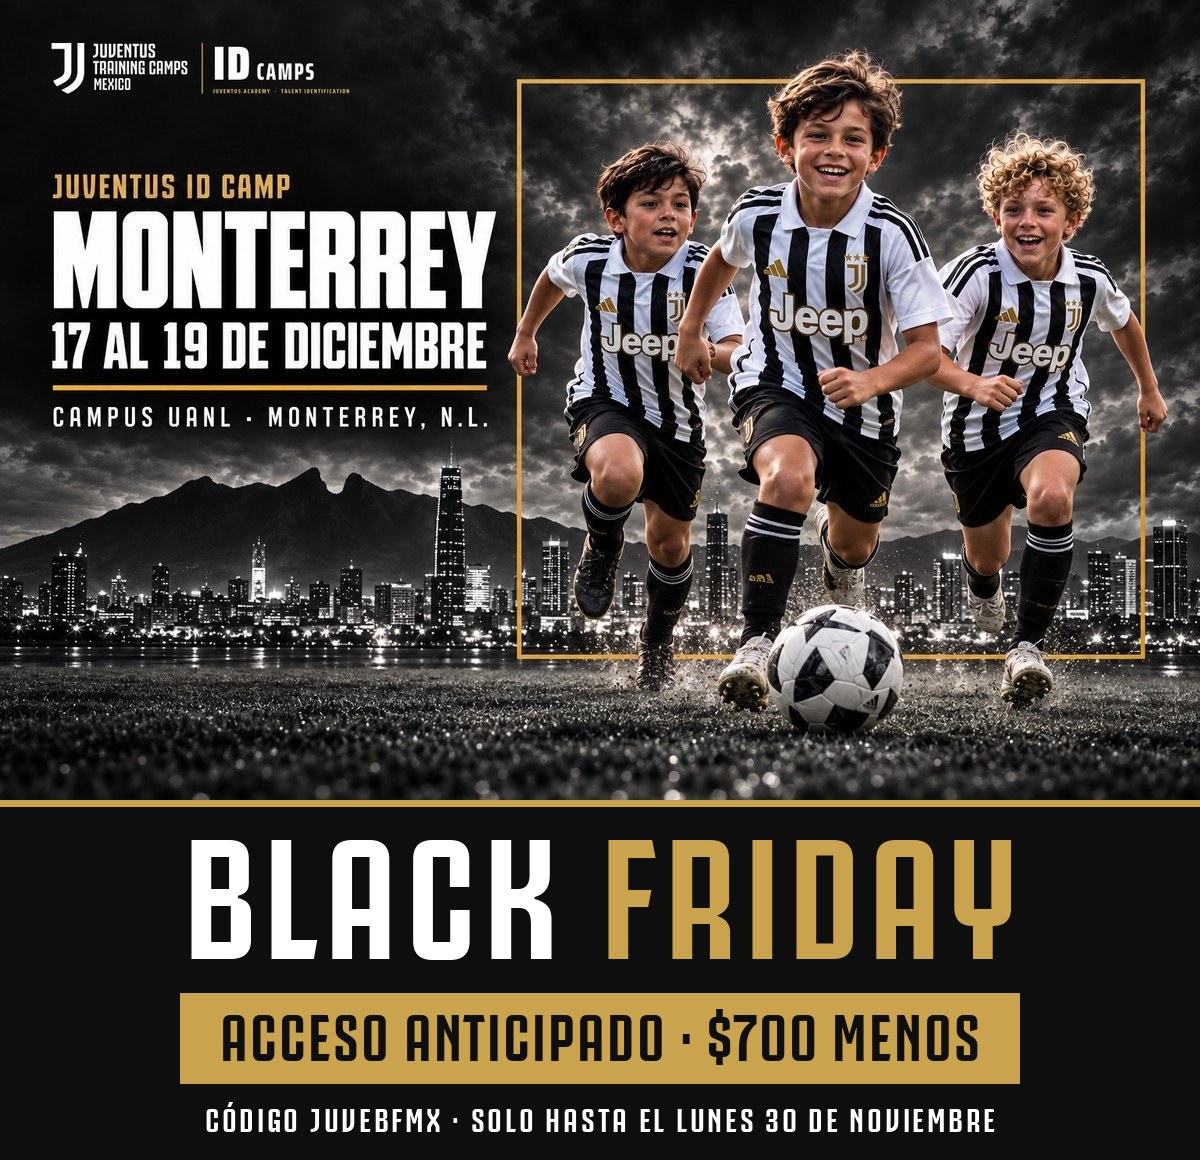 JUVENTUS
TRAINING CAMPS
MEXICO
ID CAMPS
JUVENTUS ACADEMY · TALENT IDENTIFICATION
JUVENTUS ID CAMP
MONTERREY
17 AL 19 DE DICIEMBRE
CAMPUS UANL · MONTERREY, N.L.
Jeep
Jeep
Jeep
BLACK FRIDAY
ACCESO ANTICIPADO · $700 MENOS
CÓDIGO JUVEBFMX · SOLO HASTA EL LUNES 30 DE NOVIEMBRE